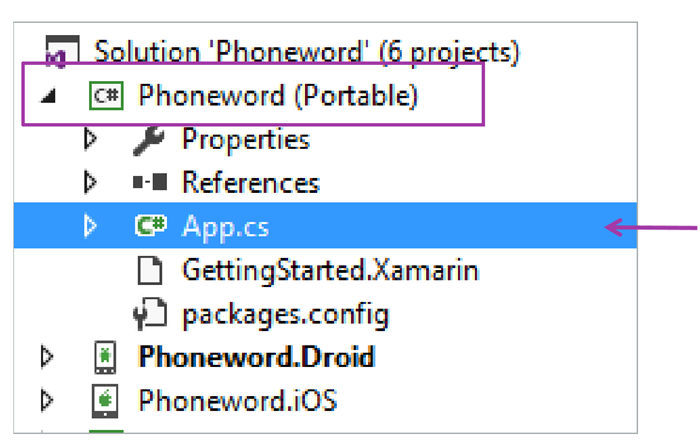 Solution 'Phoneword' (6 projects)
C# Phoneword (Portable)
Properties
References
C# App.cs
GettingStarted.Xamarin
packages.config
Phoneword.Droid
Phoneword.iOS